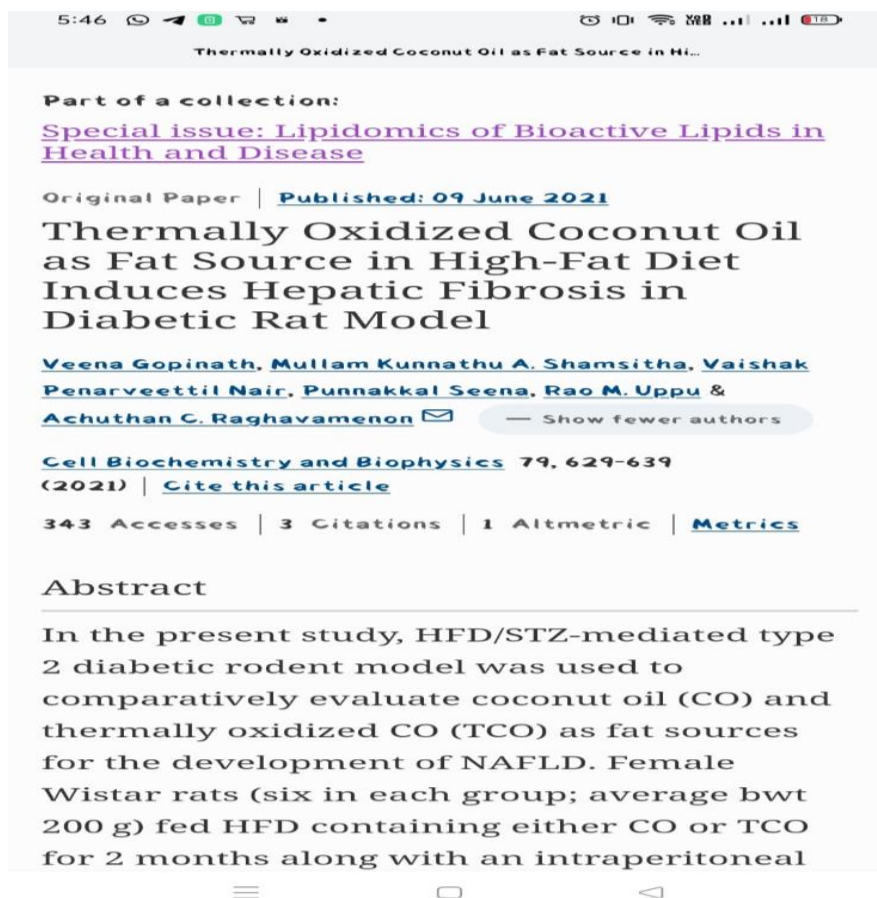 5:46 18
Thermally Oxidized Coconut Oil as Fat Source in Hi...
Part of a collection:
Special issue: Lipidomics of Bioactive Lipids in
Health and Disease
Original Paper | Published: 09 June 2021
Thermally Oxidized Coconut Oil
as Fat Source in High-Fat Diet
Induces Hepatic Fibrosis in
Diabetic Rat Model
Veena Gopinath, Mullam Kunnathu A. Shamsitha, Vaishak
Penarveettil Nair, Punnakkal Seena, Rao M. Uppu &
Achuthan C. Raghavamenon — Show fewer authors
Cell Biochemistry and Biophysics 79, 629-639
(2021) | Cite this article
343 Accesses | 3 Citations | 1 Altmetric | Metrics
Abstract
In the present study, HFD/STZ-mediated type
2 diabetic rodent model was used to
comparatively evaluate coconut oil (CO) and
thermally oxidized CO (TCO) as fat sources
for the development of NAFLD. Female
Wistar rats (six in each group; average bwt
200 g) fed HFD containing either CO or TCO
for 2 months along with an intraperitoneal